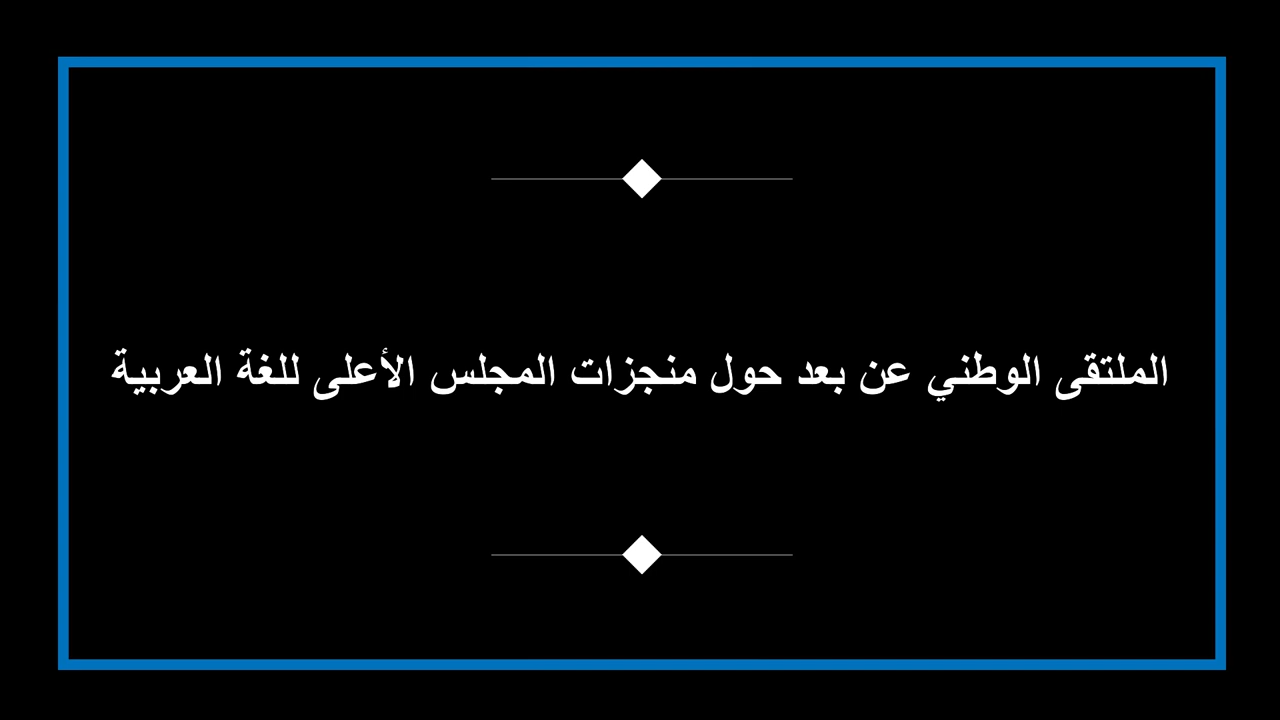 الملتقى الوطني عن بعد حول منجزات المجلس الأعلى للغة العربية